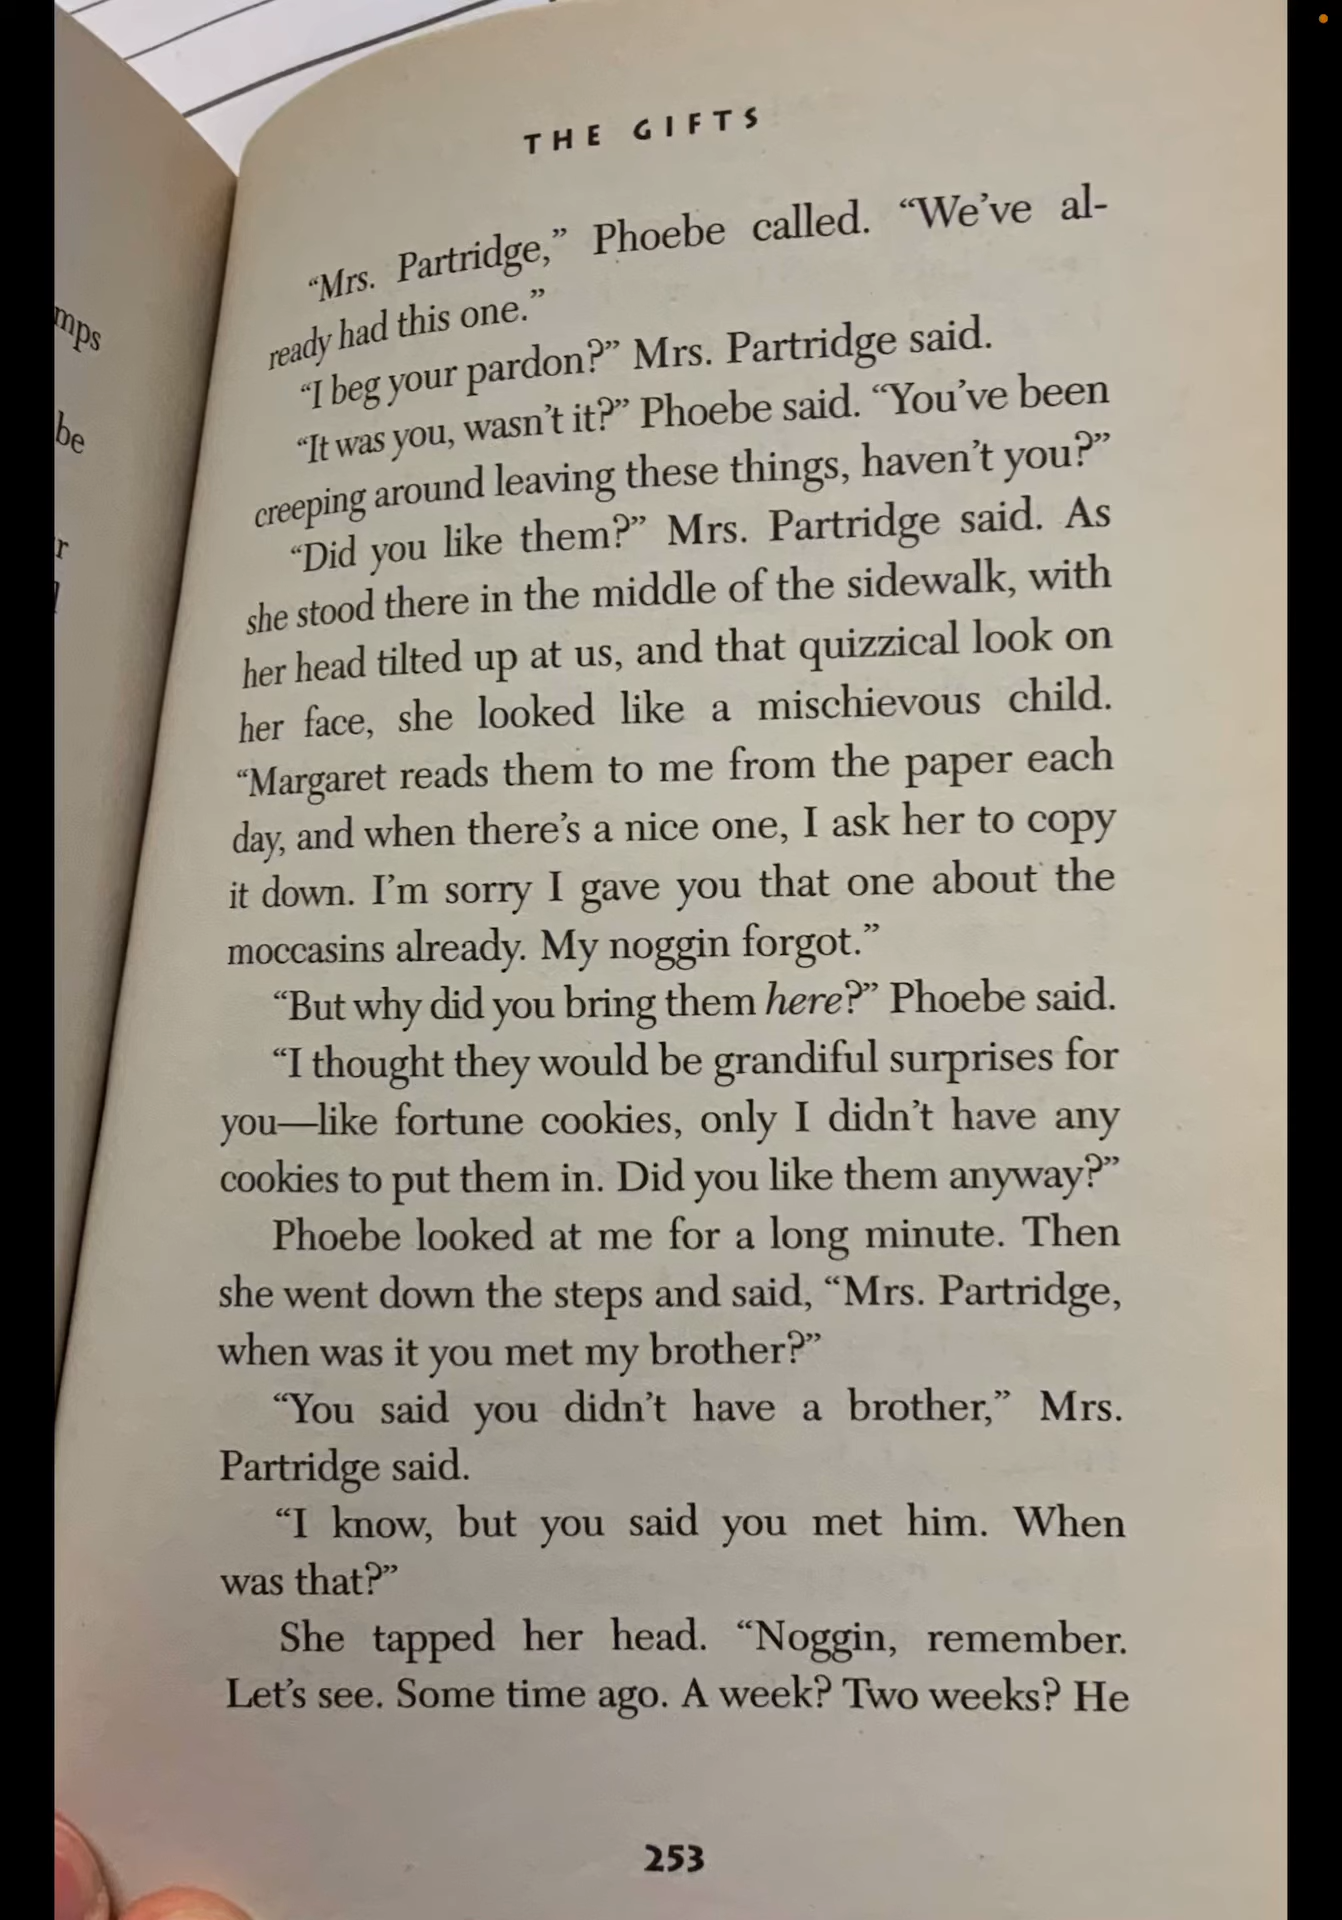 mps
be
r
THE GIFTS
“Mrs. Partridge,” Phoebe called. “We’ve al-
ready had this one.”
“I beg your pardon?” Mrs. Partridge said.
“It was you, wasn’t it?” Phoebe said. “You’ve been
creeping around leaving these things, haven’t you?”
“Did you like them?” Mrs. Partridge said. As
she stood there in the middle of the sidewalk, with
her head tilted up at us, and that quizzical look on
her face, she looked like a mischievous child.
“Margaret reads them to me from the paper each
day, and when there’s a nice one, I ask her to copy
it down. I’m sorry I gave you that one about the
moccasins already. My noggin forgot.”
“But why did you bring them here?” Phoebe said.
“I thought they would be grandiful surprises for
you—like fortune cookies, only I didn’t have any
cookies to put them in. Did you like them anyway?”
Phoebe looked at me for a long minute. Then
she went down the steps and said, “Mrs. Partridge,
when was it you met my brother?”
“You said you didn’t have a brother,” Mrs.
Partridge said.
“I know, but you said you met him. When
was that?”
She tapped her head. “Noggin, remember.
Let’s see. Some time ago. A week? Two weeks? He
253